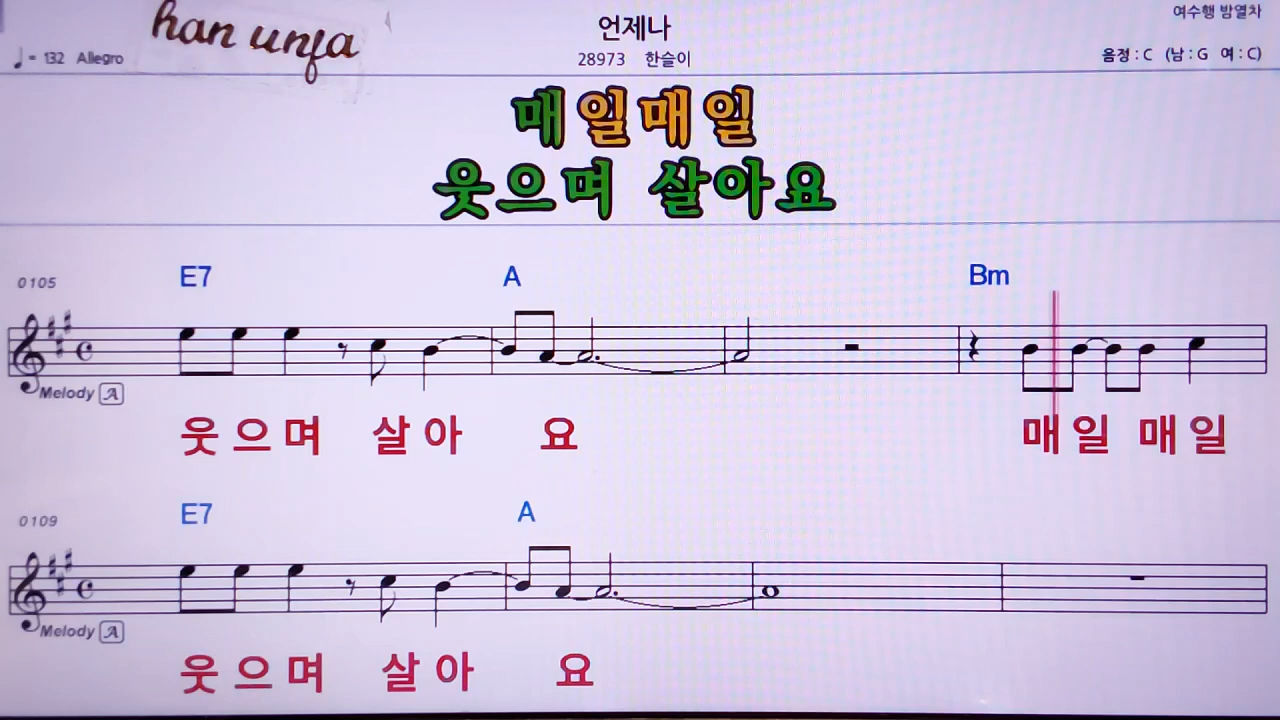 han unja
언제나
여수행 밤열차
♩= 132 Allegro
28973 한슬이
음정 : C (남 : G 여 : C)
매일매일
웃으며 살아요
0105
E7 A Bm
Melody A
웃으며 살아 요 매일 매일
0109
E7 A
Melody A
웃으며 살아 요